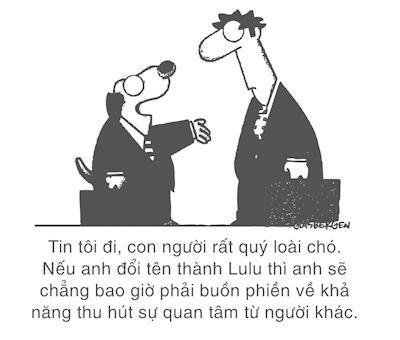 GLASBERGEN
Tin tôi đi, con người rất quý loài chó.
Nếu anh đổi tên thành Lulu thì anh sẽ
chẳng bao giờ phải buồn phiền về khả
năng thu hút sự quan tâm từ người khác.